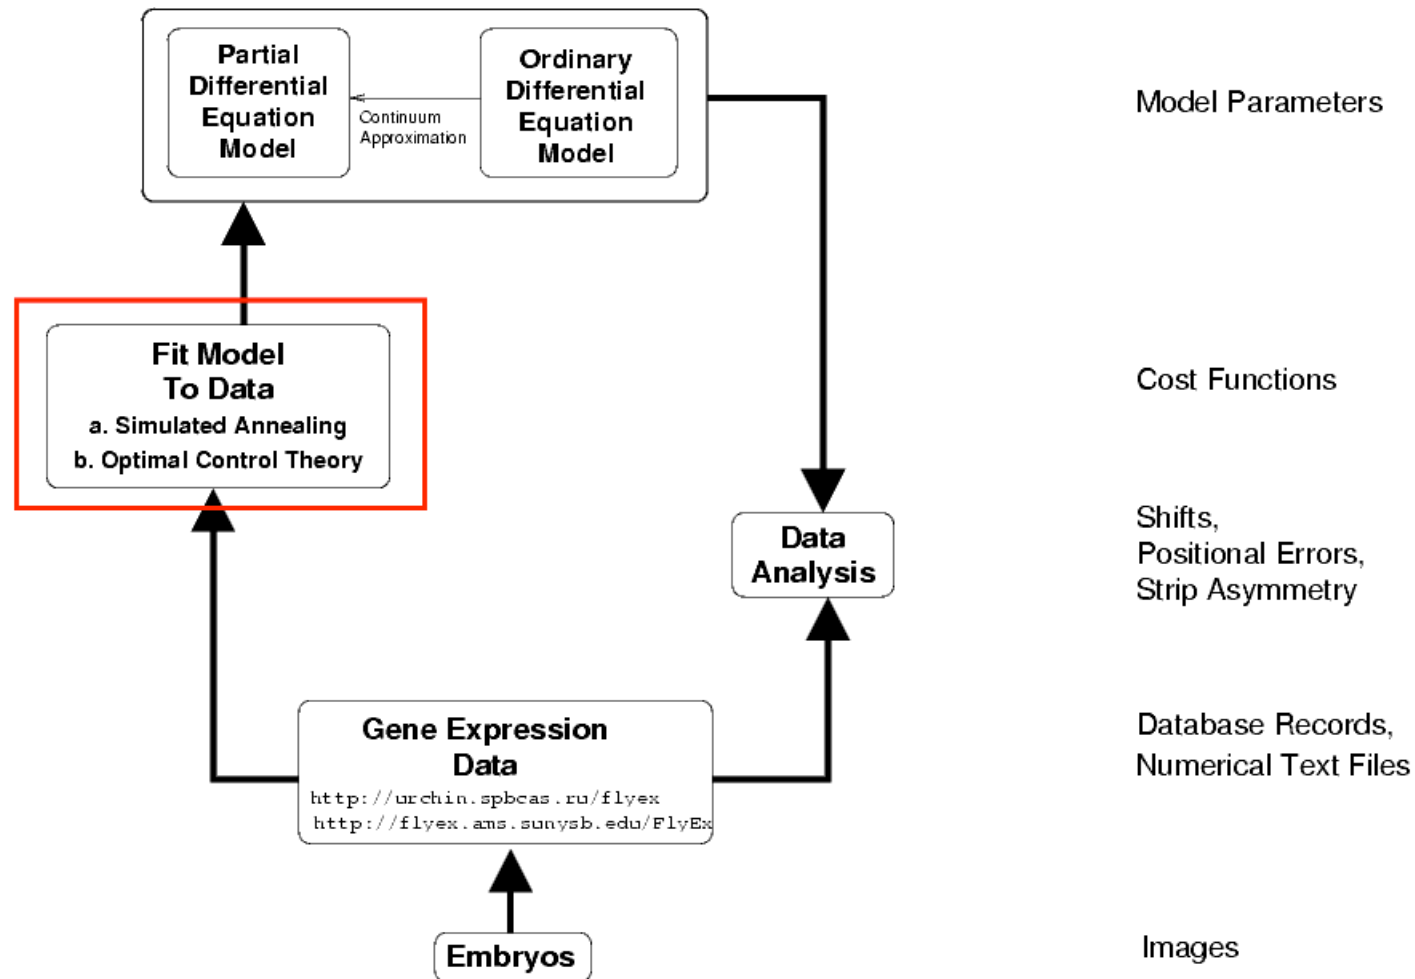 Partial
Differential
Equation
Model
Continuum
Approximation
Ordinary
Differential
Equation
Model
Model Parameters
Fit Model
To Data
a. Simulated Annealing
b. Optimal Control Theory
Cost Functions
Data
Analysis
Shifts,
Positional Errors,
Strip Asymmetry
Gene Expression
Data
http://urchin.spbcas.ru/flyex
http://flyex.ams.sunysb.edu/FlyEx
Database Records,
Numerical Text Files
Embryos
Images